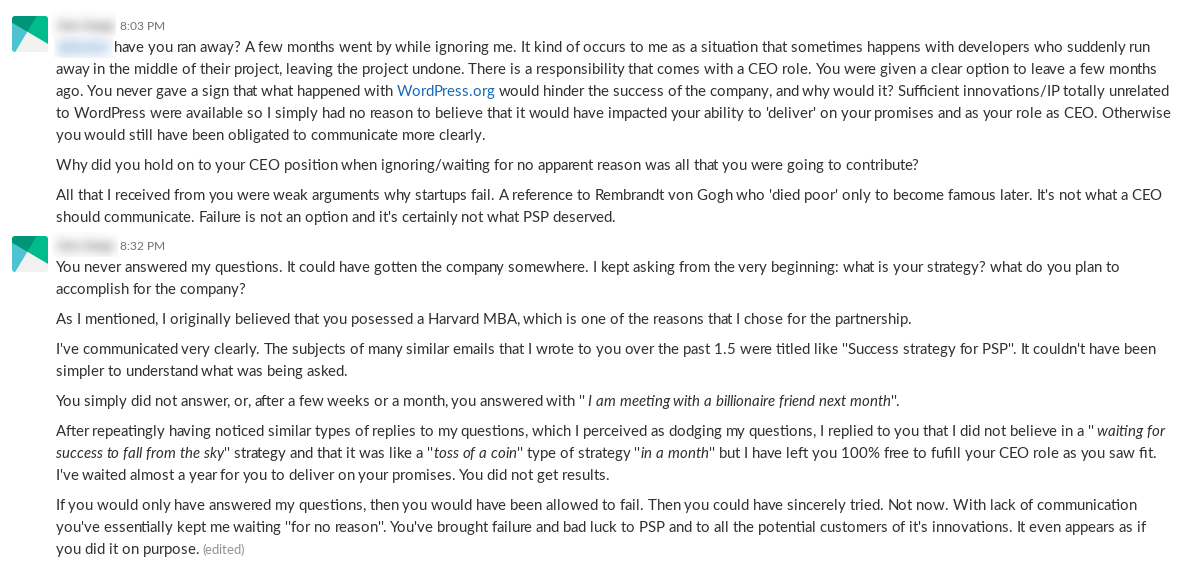 8:03 PM
have you ran away? A few months went by while ignoring me. It kind of occurs to me as a situation that sometimes happens with developers who suddenly run
away in the middle of their project, leaving the project undone. There is a responsibility that comes with a CEO role. You were given a clear option to leave a few months
ago. You never gave a sign that what happened with WordPress.org would hinder the success of the company, and why would it? Sufficient innovations/IP totally unrelated
to WordPress were available so I simply had no reason to believe that it would have impacted your ability to 'deliver' on your promises and as your role as CEO. Otherwise
you would still have been obligated to communicate more clearly.
Why did you hold on to your CEO position when ignoring/waiting for no apparent reason was all that you were going to contribute?
All that I received from you were weak arguments why startups fail. A reference to Rembrandt von Gogh who 'died poor' only to become famous later. It's not what a CEO
should communicate. Failure is not an option and it's certainly not what PSP deserved.
8:32 PM
You never answered my questions. It could have gotten the company somewhere. I kept asking from the very beginning: what is your strategy? what do you plan to
accomplish for the company?
As I mentioned, I originally believed that you posessed a Harvard MBA, which is one of the reasons that I chose for the partnership.
I've communicated very clearly. The subjects of many similar emails that I wrote to you over the past 1.5 were titled like "Success strategy for PSP". It couldn't have been
simpler to understand what was being asked.
You simply did not answer, or, after a few weeks or a month, you answered with " I am meeting with a billionaire friend next month".
After repeatingly having noticed similar types of replies to my questions, which I perceived as dodging my questions, I replied to you that I did not believe in a " waiting for
success to fall from the sky" strategy and that it was like a "toss of a coin" type of strategy "in a month" but I have left you 100% free to fufill your CEO role as you saw fit.
I've waited almost a year for you to deliver on your promises. You did not get results.
If you would only have answered my questions, then you would have been allowed to fail. Then you could have sincerely tried. Not now. With lack of communication
you've essentially kept me waiting "for no reason". You've brought failure and bad luck to PSP and to all the potential customers of it's innovations. It even appears as if
you did it on purpose. (edited)